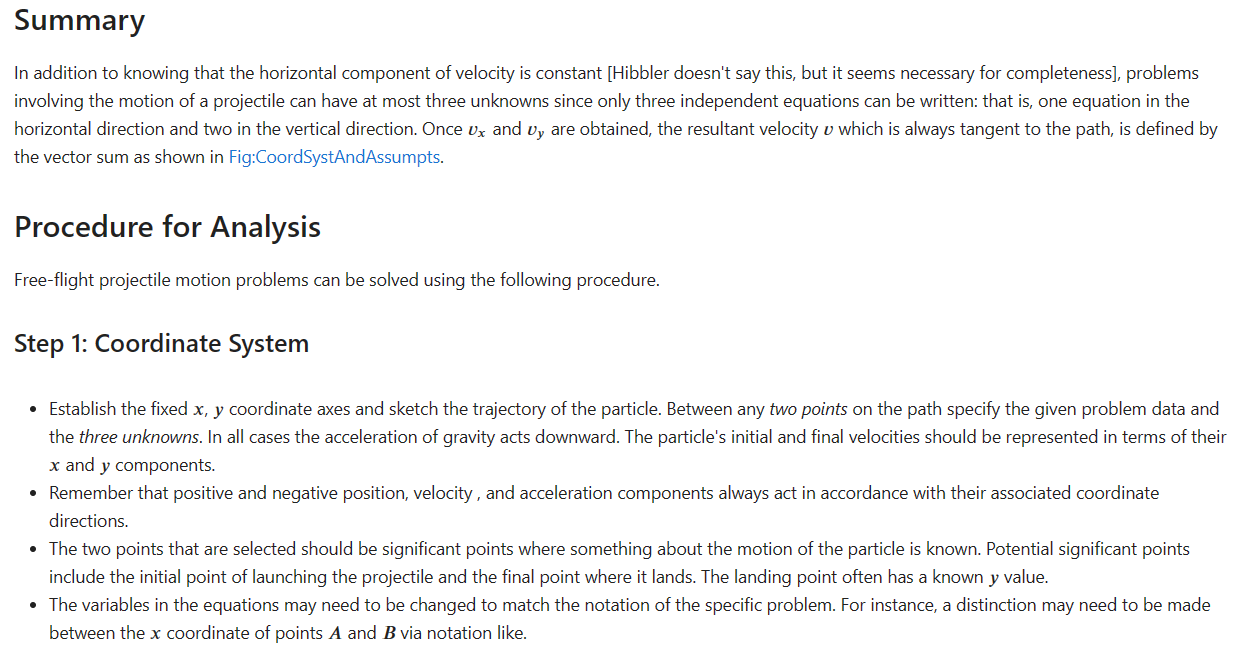 Summary
In addition to knowing that the horizontal component of velocity is constant [Hibbler doesn't say this, but it seems necessary for completeness], problems
involving the motion of a projectile can have at most three unknowns since only three independent equations can be written: that is, one equation in the
horizontal direction and two in the vertical direction. Once vₓ and v_y are obtained, the resultant velocity v which is always tangent to the path, is defined by
the vector sum as shown in Fig:CoordSystAndAssumpts.
Procedure for Analysis
Free-flight projectile motion problems can be solved using the following procedure.
Step 1: Coordinate System
• Establish the fixed x, y coordinate axes and sketch the trajectory of the particle. Between any two points on the path specify the given problem data and
the three unknowns. In all cases the acceleration of gravity acts downward. The particle's initial and final velocities should be represented in terms of their
x and y components.
• Remember that positive and negative position, velocity , and acceleration components always act in accordance with their associated coordinate
directions.
• The two points that are selected should be significant points where something about the motion of the particle is known. Potential significant points
include the initial point of launching the projectile and the final point where it lands. The landing point often has a known y value.
• The variables in the equations may need to be changed to match the notation of the specific problem. For instance, a distinction may need to be made
between the x coordinate of points A and B via notation like.